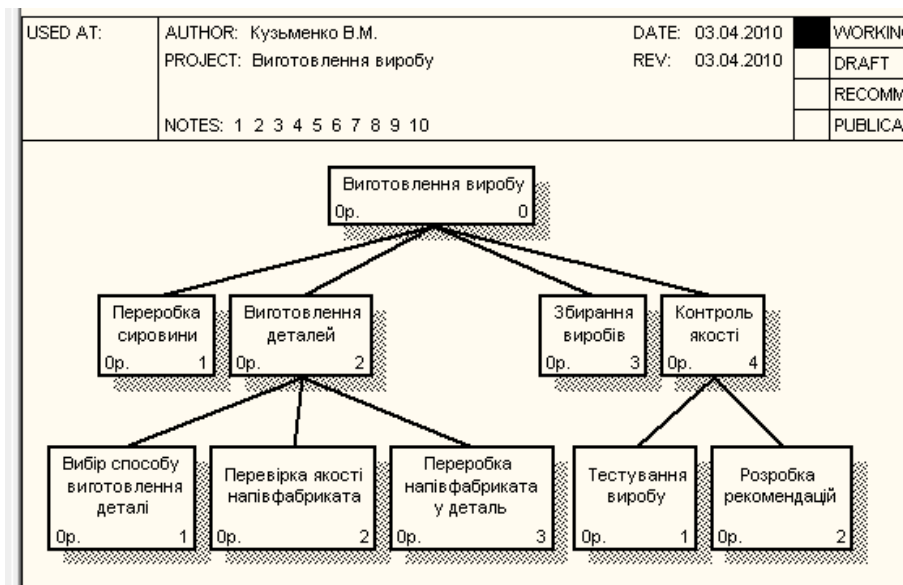 USED AT:
AUTHOR: Кузьменко В.М.
DATE: 03.04.2010
WORKIN
PROJECT: Виготовлення виробу
REV: 03.04.2010
DRAFT
RECOMM
NOTES: 1 2 3 4 5 6 7 8 9 10
PUBLICA
Виготовлення виробу
0р. 0
Переробка
сировини
0р. 1
Виготовлення
деталей
0р. 2
Збирання
виробів
0р. 3
Контроль
якості
0р. 4
Вибір способу
виготовлення
деталі
0р. 1
Перевірка якості
напівфабриката
0р. 2
Переробка
напівфабриката
у деталь
0р. 3
Тестування
виробу
0р. 1
Розробка
рекомендацій
0р. 2